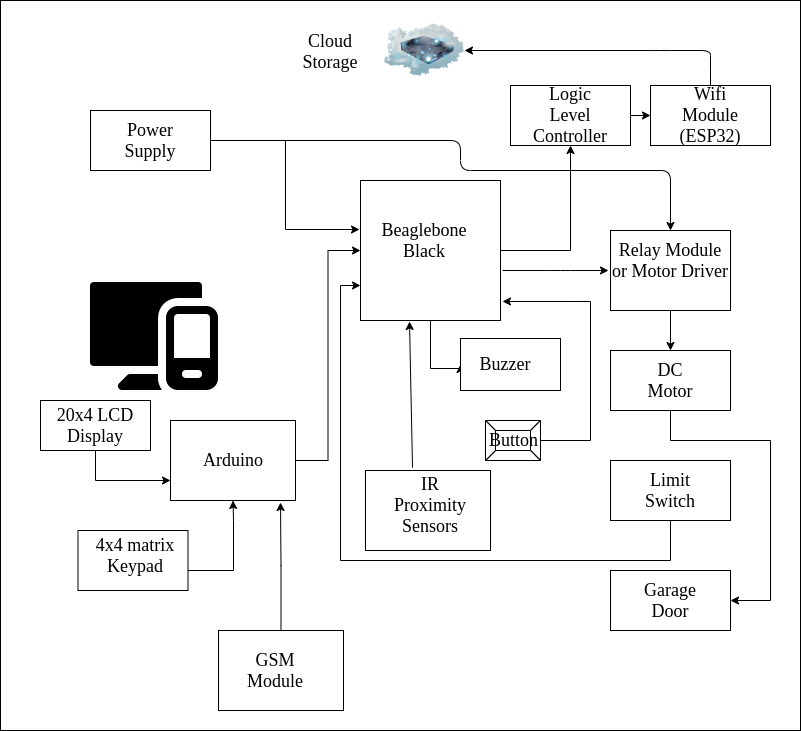 Cloud
Storage
Logic
Level
Controller
Wifi
Module
(ESP32)
Power
Supply
Beaglebone
Black
Relay Module
or Motor Driver
Buzzer
DC
Motor
20x4 LCD
Display
Arduino
Button
IR
Proximity
Sensors
Limit
Switch
4x4 matrix
Keypad
Garage
Door
GSM
Module